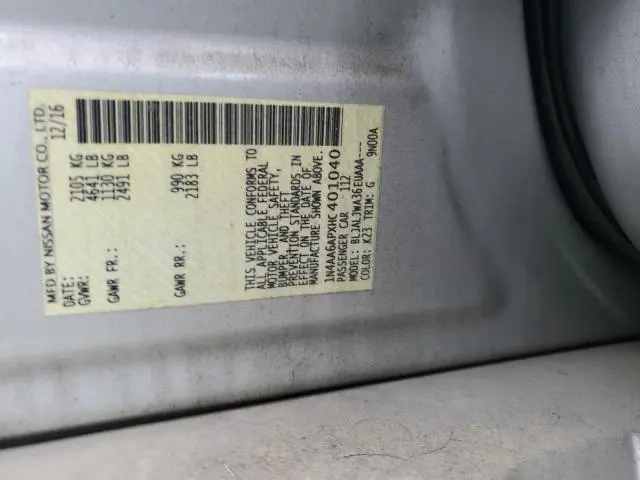 MFD BY NISSAN MOTOR CO., LTD.
DATE: 12/16
GVWR: 2105 KG
4641 LB
GAWR FR.: 1130 KG
2491 LB
GAWR RR.: 990 KG
2183 LB
THIS VEHICLE CONFORMS TO
ALL APPLICABLE FEDERAL
MOTOR VEHICLE SAFETY,
BUMPER, AND THEFT
PREVENTION STANDARDS IN
EFFECT ON THE DATE OF
MANUFACTURE SHOWN ABOVE.
1N4AA6APXHC401040
PASSENGER CAR 112
MODEL: BLJALJWA36EUAAA---
COLOR: K23 TRIM: G 9N00A